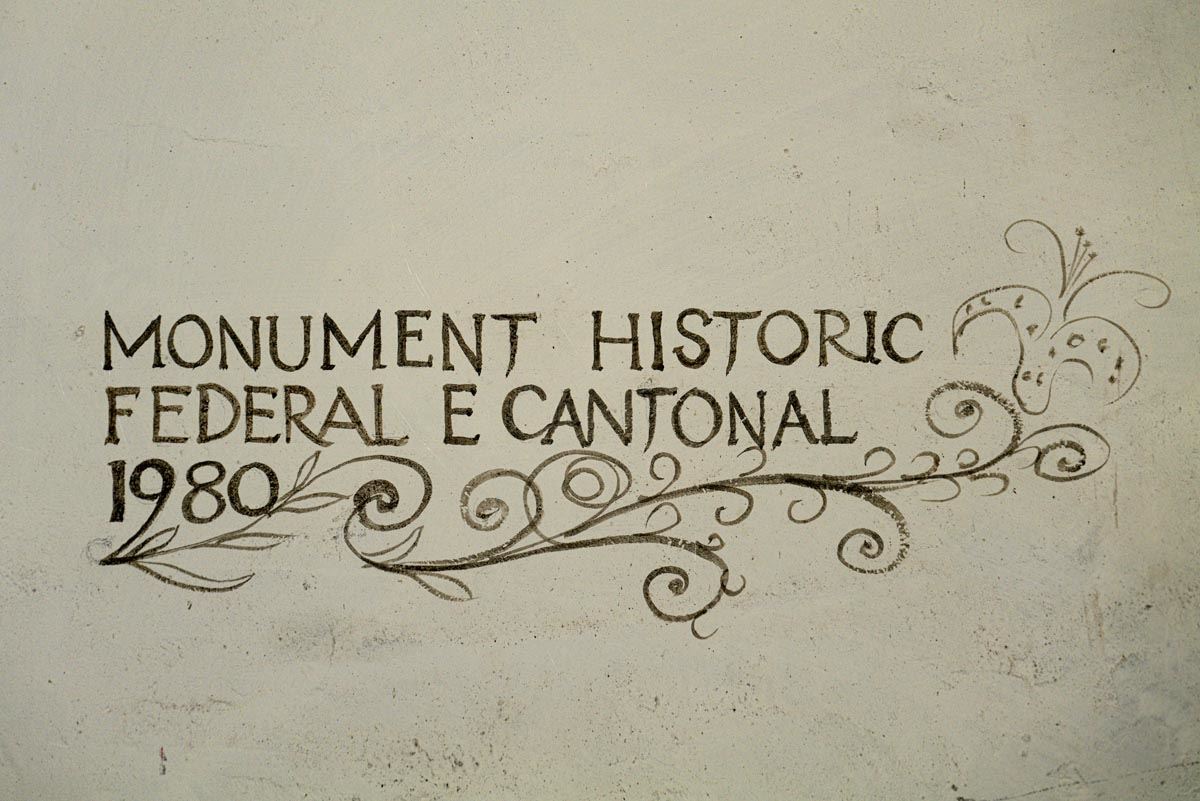 MONUMENT HISTORIC
FEDERAL E CANTONAL
1980